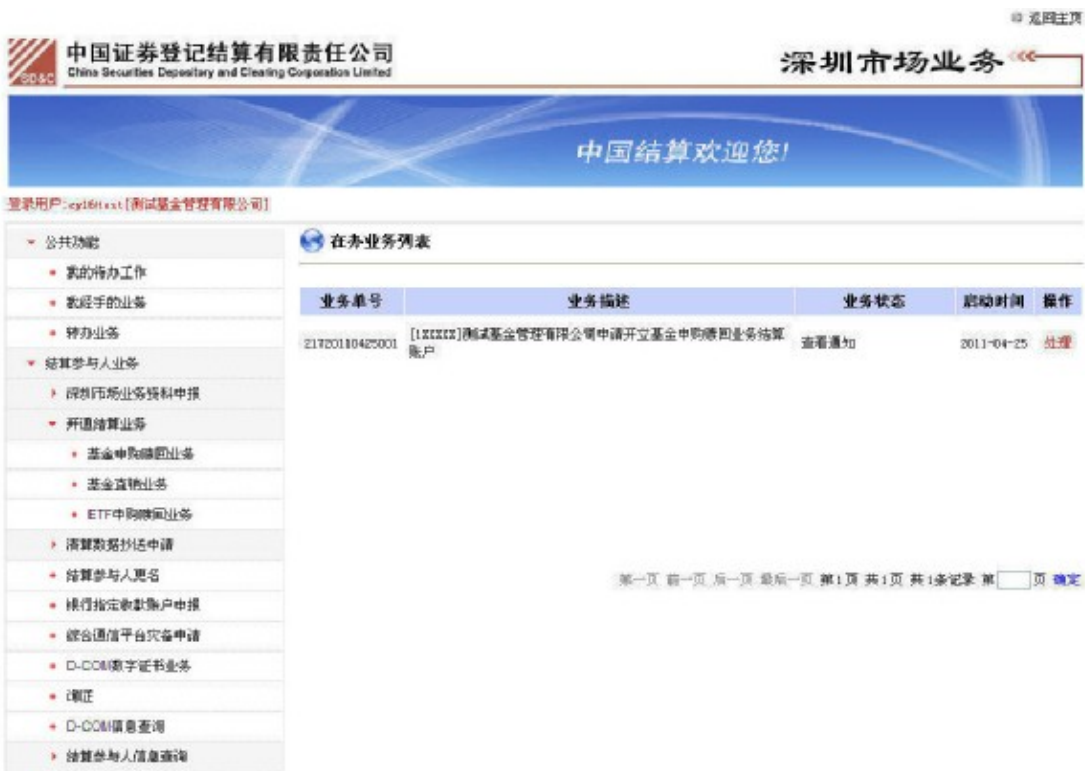 返回主页
中国证券登记结算有限责任公司
China Securities Depository and Clearing Corporation Limited
SD&C
深圳市场业务
中国结算欢迎您!
登录用户:[测试基金管理有限公司]
公共功能
我的待办工作
我经手的业务
转办业务
结算参与人业务
深圳市场业务资料申报
开通结算业务
基金申购赎回业务
基金直销业务
ETF申购赎回业务
清算数据抄送申请
结算参与人更名
银行指定收款账户申报
综合通信平台灾备申请
D-COM数字证书业务
D-COM信息查询
结算参与人信息查询
在办业务列表
业务单号 业务描述 业务状态 启动时间 操作
21720110425001 [1XXXXX]测试基金管理有限公司申请开立基金申购赎回业务结算 查看通知 2011-04-25 处理
账户
第一页 前一页 后一页 最后一页 第1页 共1页 共1条记录 第 页 确定